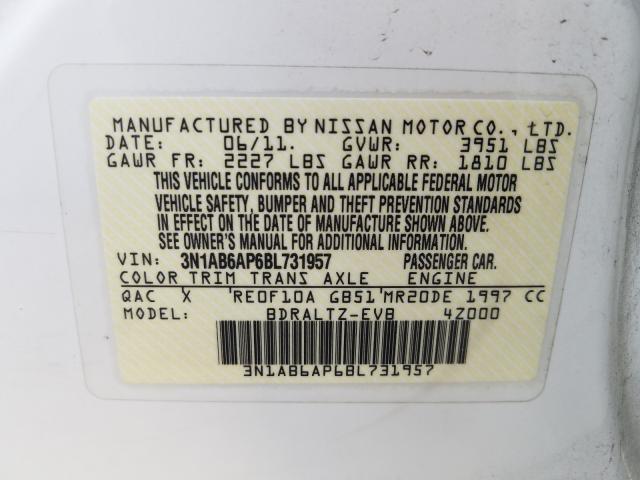 MANUFACTURED BY NISSAN MOTOR CO., LTD.
DATE: 06/11. GVWR: 3951 LBS
GAWR FR: 2227 LBS GAWR RR: 1810 LBS
THIS VEHICLE CONFORMS TO ALL APPLICABLE FEDERAL MOTOR
VEHICLE SAFETY, BUMPER AND THEFT PREVENTION STANDARDS
IN EFFECT ON THE DATE OF MANUFACTURE SHOWN ABOVE.
SEE OWNER'S MANUAL FOR ADDITIONAL INFORMATION.
VIN: 3N1AB6AP6BL731957 PASSENGER CAR.
COLOR TRIM TRANS AXLE ENGINE
QAC X 'RE0F10A GB51'MR20DE 1997 CC
MODEL: BDRALTZ-EVB 4Z000
3N1AB6AP6BL731957